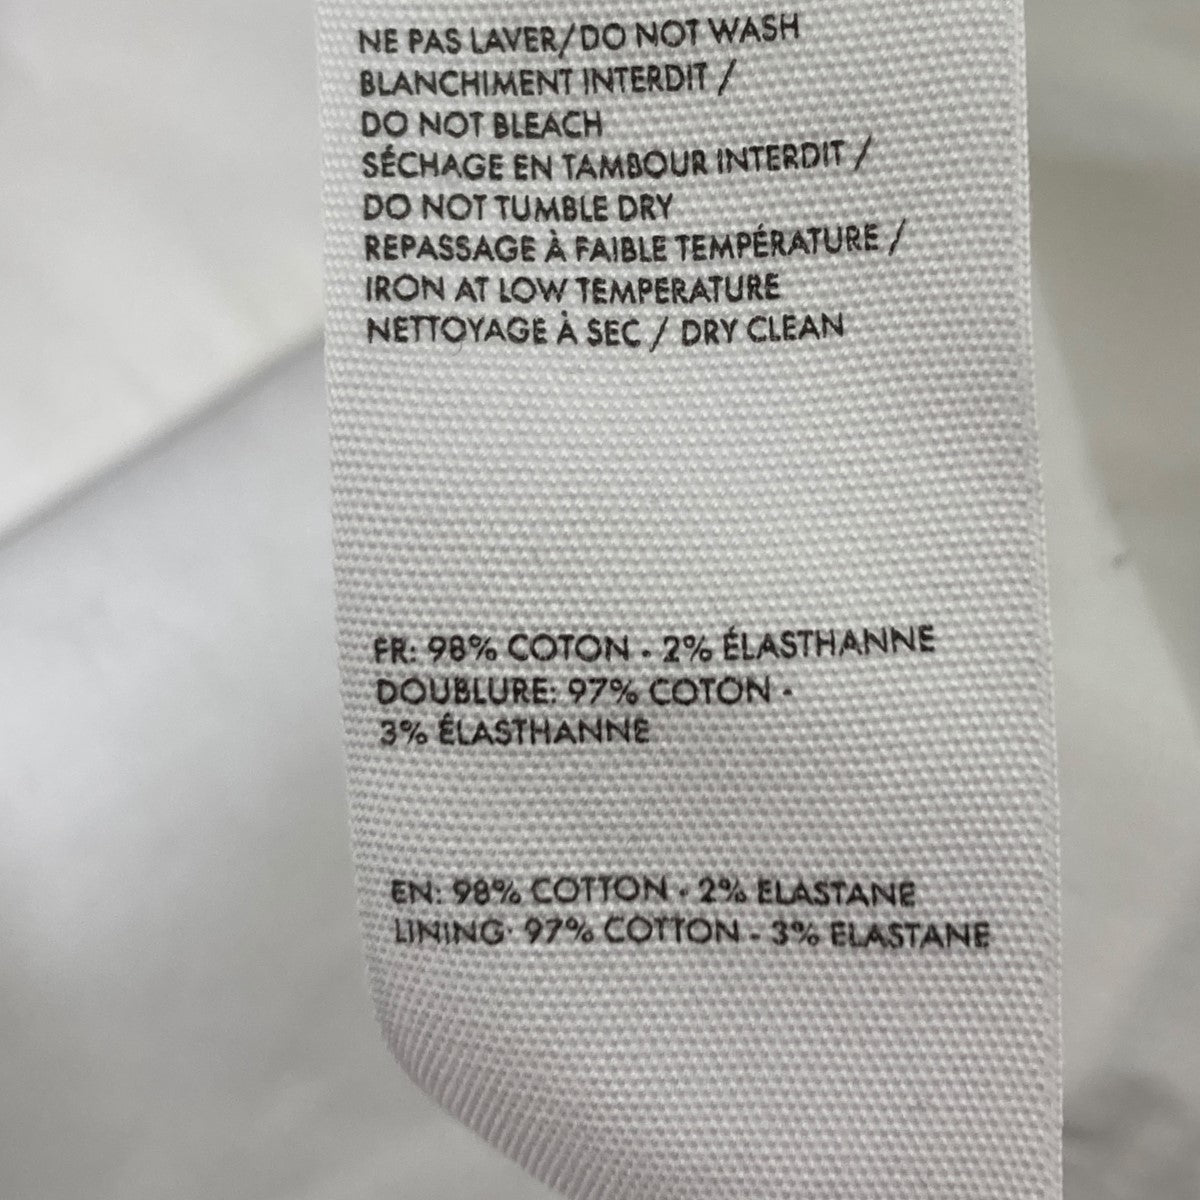 NE PAS LAVER/DO NOT WASH
BLANCHIMENT INTERDIT /
DO NOT BLEACH
SÉCHAGE EN TAMBOUR INTERDIT /
DO NOT TUMBLE DRY
REPASSAGE À FAIBLE TEMPÉRATURE /
IRON AT LOW TEMPERATURE
NETTOYAGE À SEC / DRY CLEAN
FR: 98% COTON - 2% ÉLASTHANNE
DOUBLURE: 97% COTON -
3% ÉLASTHANNE
EN: 98% COTTON - 2% ELASTANE
LINING: 97% COTTON - 3% ELASTANE